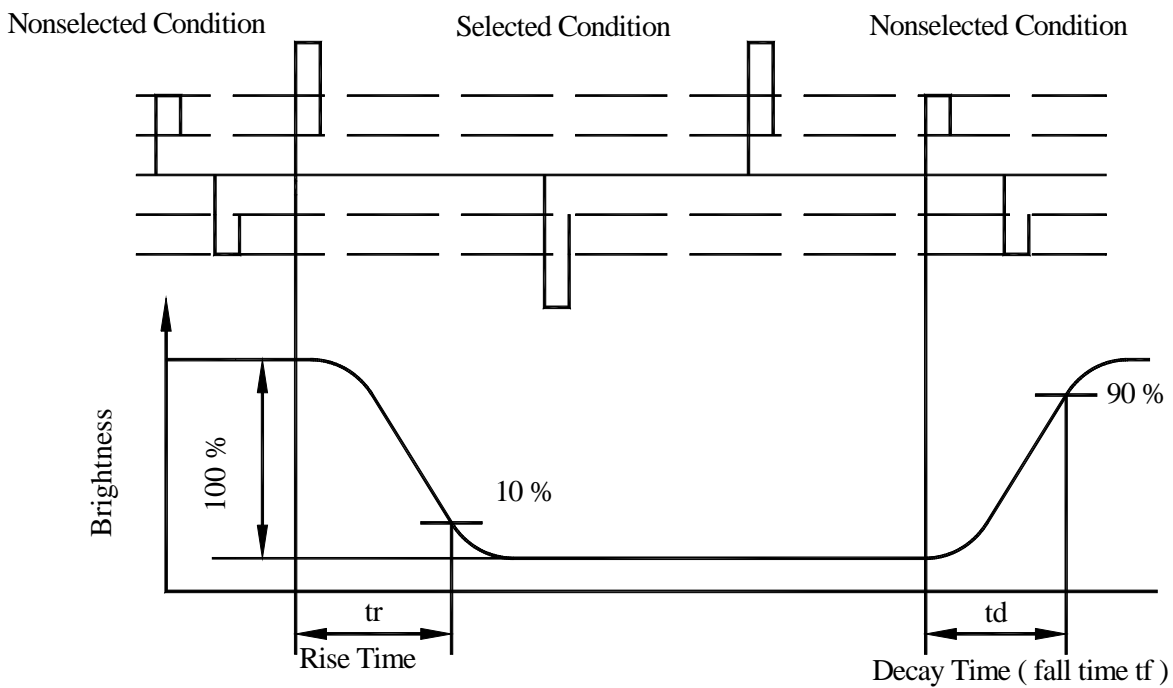 Nonselected Condition
Selected Condition
Nonselected Condition
Brightness
100 %
10 %
90 %
tr
Rise Time
td
Decay Time ( fall time tf )